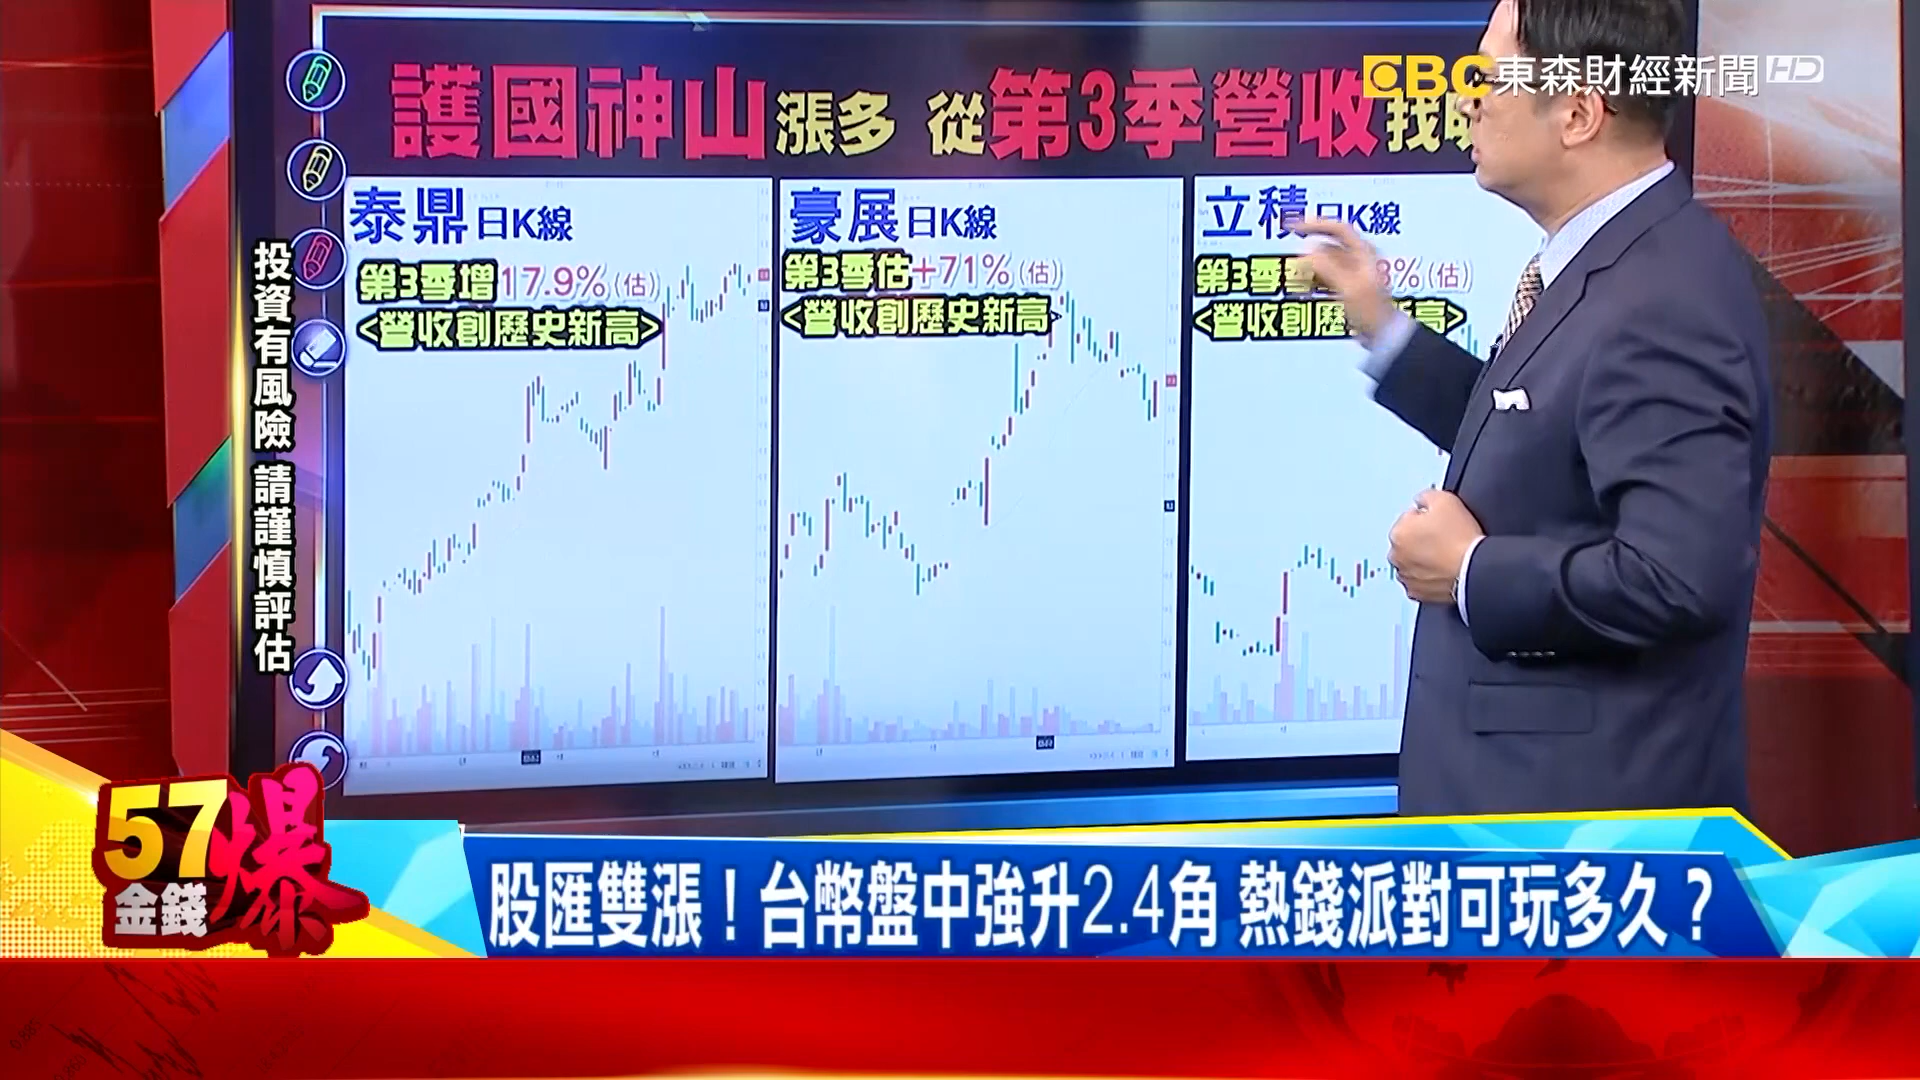 EBC 東森財經新聞 HD
護國神山漲多 從第3季營收找
泰鼎 日K線
第3季增17.9%(估)
<營收創歷史新高>
豪展 日K線
第3季估+71%(估)
<營收創歷史新高>
立積 日K線
第3季 8%(估)
<營收創歷史新高>
投資有風險 請謹慎評估
57金錢爆
股匯雙漲！台幣盤中強升2.4角 熱錢派對可玩多久？